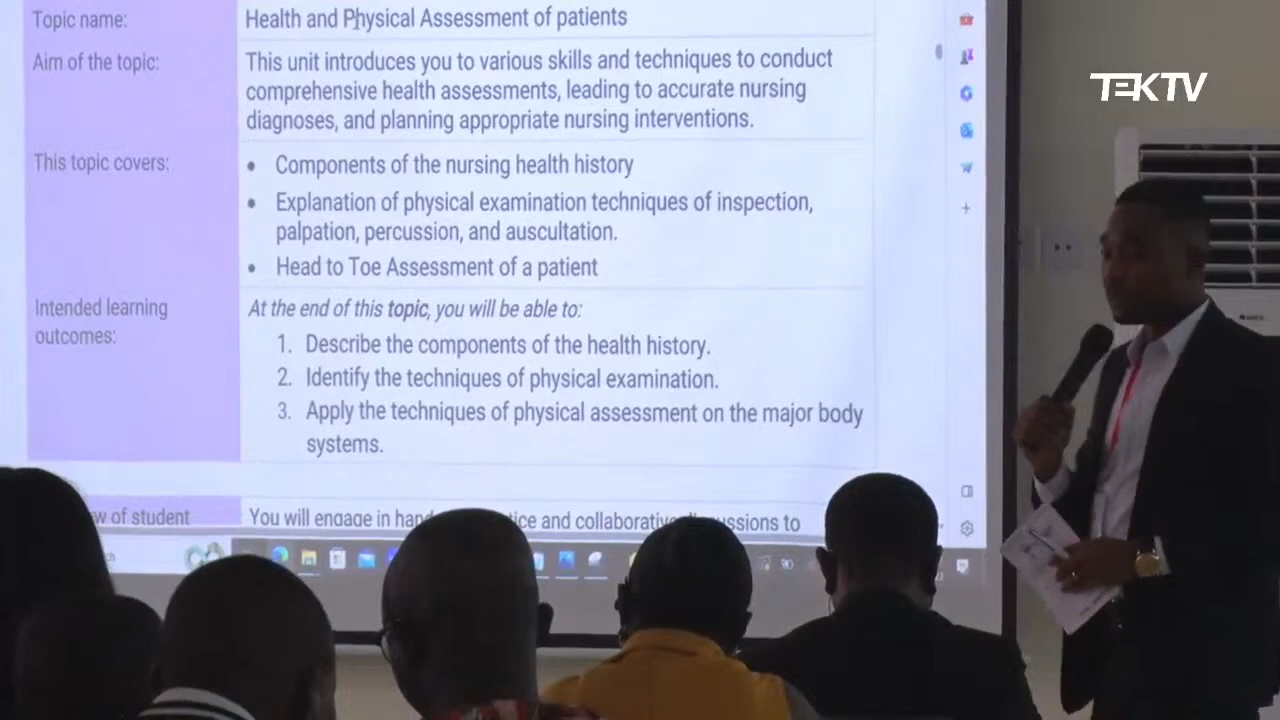 Topic name:
Health and Physical Assessment of patients
TEKTV
Aim of the topic:
This unit introduces you to various skills and techniques to conduct
comprehensive health assessments, leading to accurate nursing
diagnoses, and planning appropriate nursing interventions.
This topic covers:
• Components of the nursing health history
• Explanation of physical examination techniques of inspection,
palpation, percussion, and auscultation.
• Head to Toe Assessment of a patient
Intended learning
outcomes:
At the end of this topic, you will be able to:
1. Describe the components of the health history.
2. Identify the techniques of physical examination.
3. Apply the techniques of physical assessment on the major body
systems.
of student
You will engage in and collaborative to